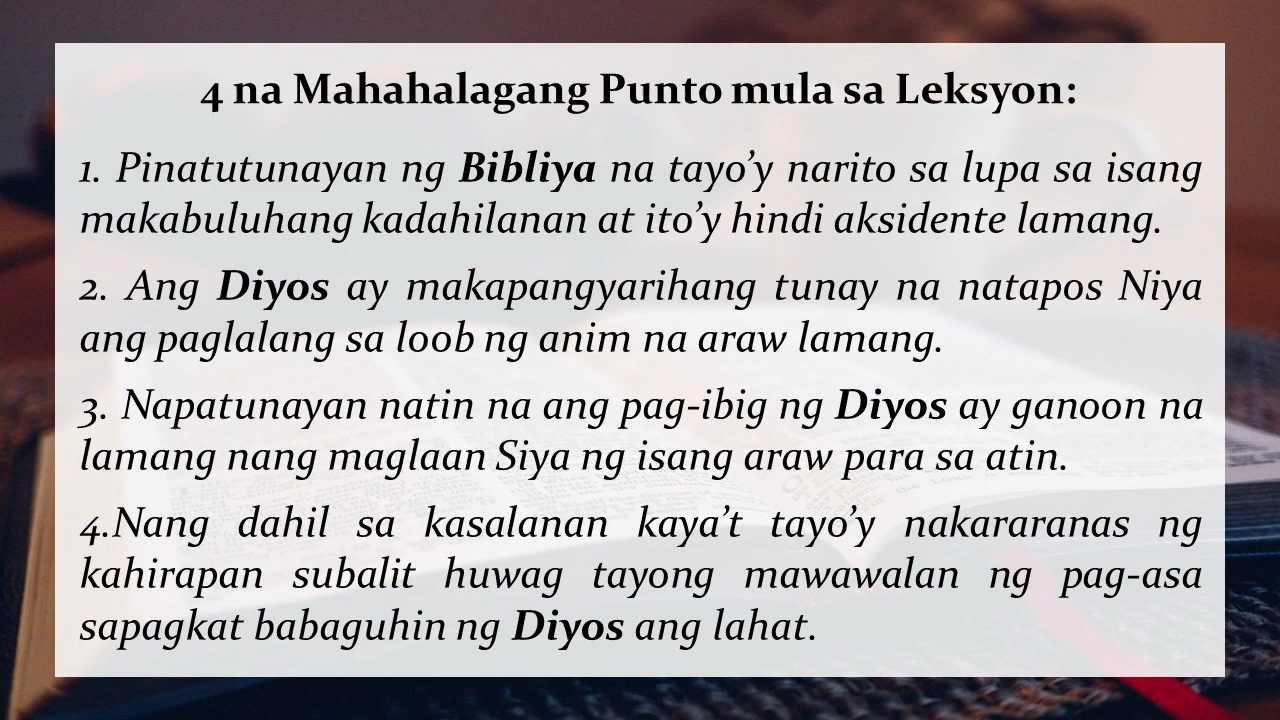 4 na Mahahalagang Punto mula sa Leksyon:
1. Pinatutunayan ng Bibliya na tayo’y narito sa lupa sa isang
makabuluhang kadahilanan at ito’y hindi aksidente lamang.
2. Ang Diyos ay makapangyarihang tunay na natapos Niya
ang paglalang sa loob ng anim na araw lamang.
3. Napatunayan natin na ang pag-ibig ng Diyos ay ganoon na
lamang nang maglaan Siya ng isang araw para sa atin.
4.Nang dahil sa kasalanan kaya’t tayo’y nakararanas ng
kahirapan subalit huwag tayong mawawalan ng pag-asa
sapagkat babaguhin ng Diyos ang lahat.